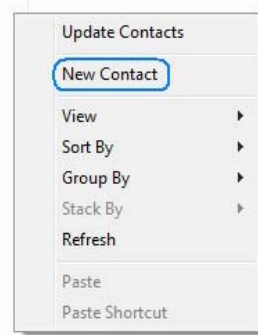 Update Contacts
New Contact
View
Sort By
Group By
Stack By
Refresh
Paste
Paste Shortcut